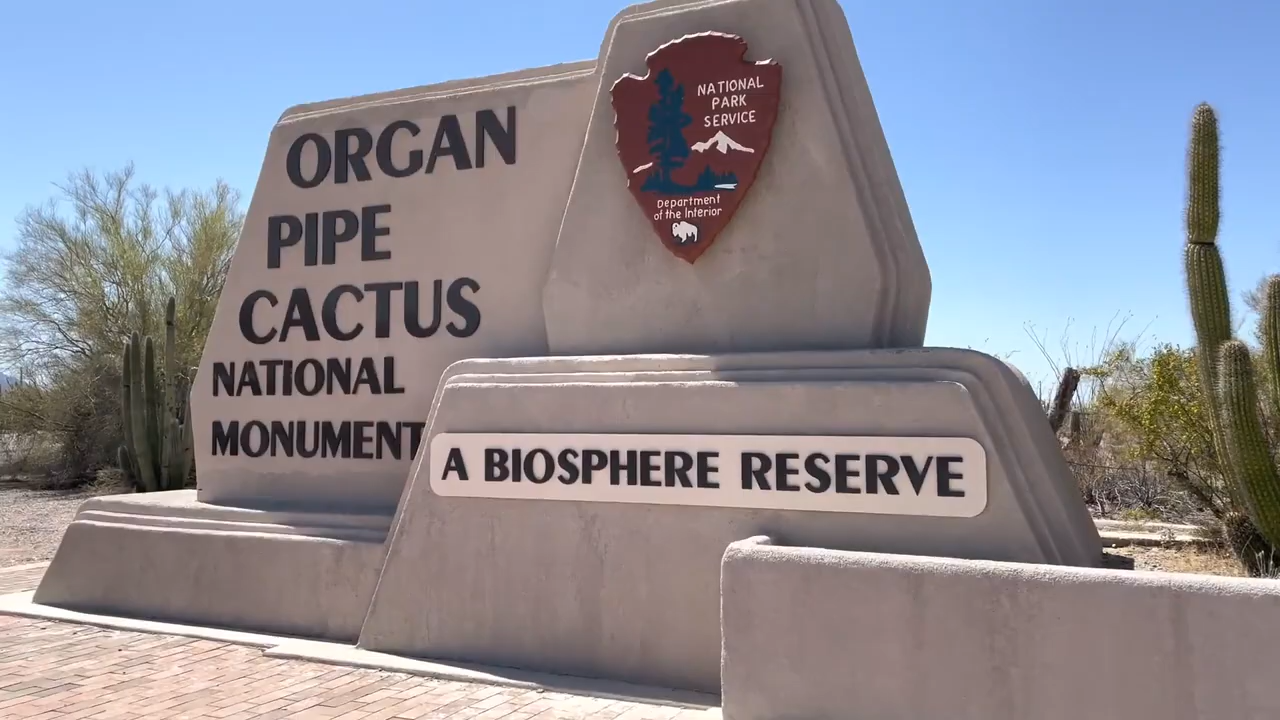 ORGAN
PIPE
CACTUS
NATIONAL
MONUMENT
NATIONAL
PARK
SERVICE
Department
of the Interior
A BIOSPHERE RESERVE